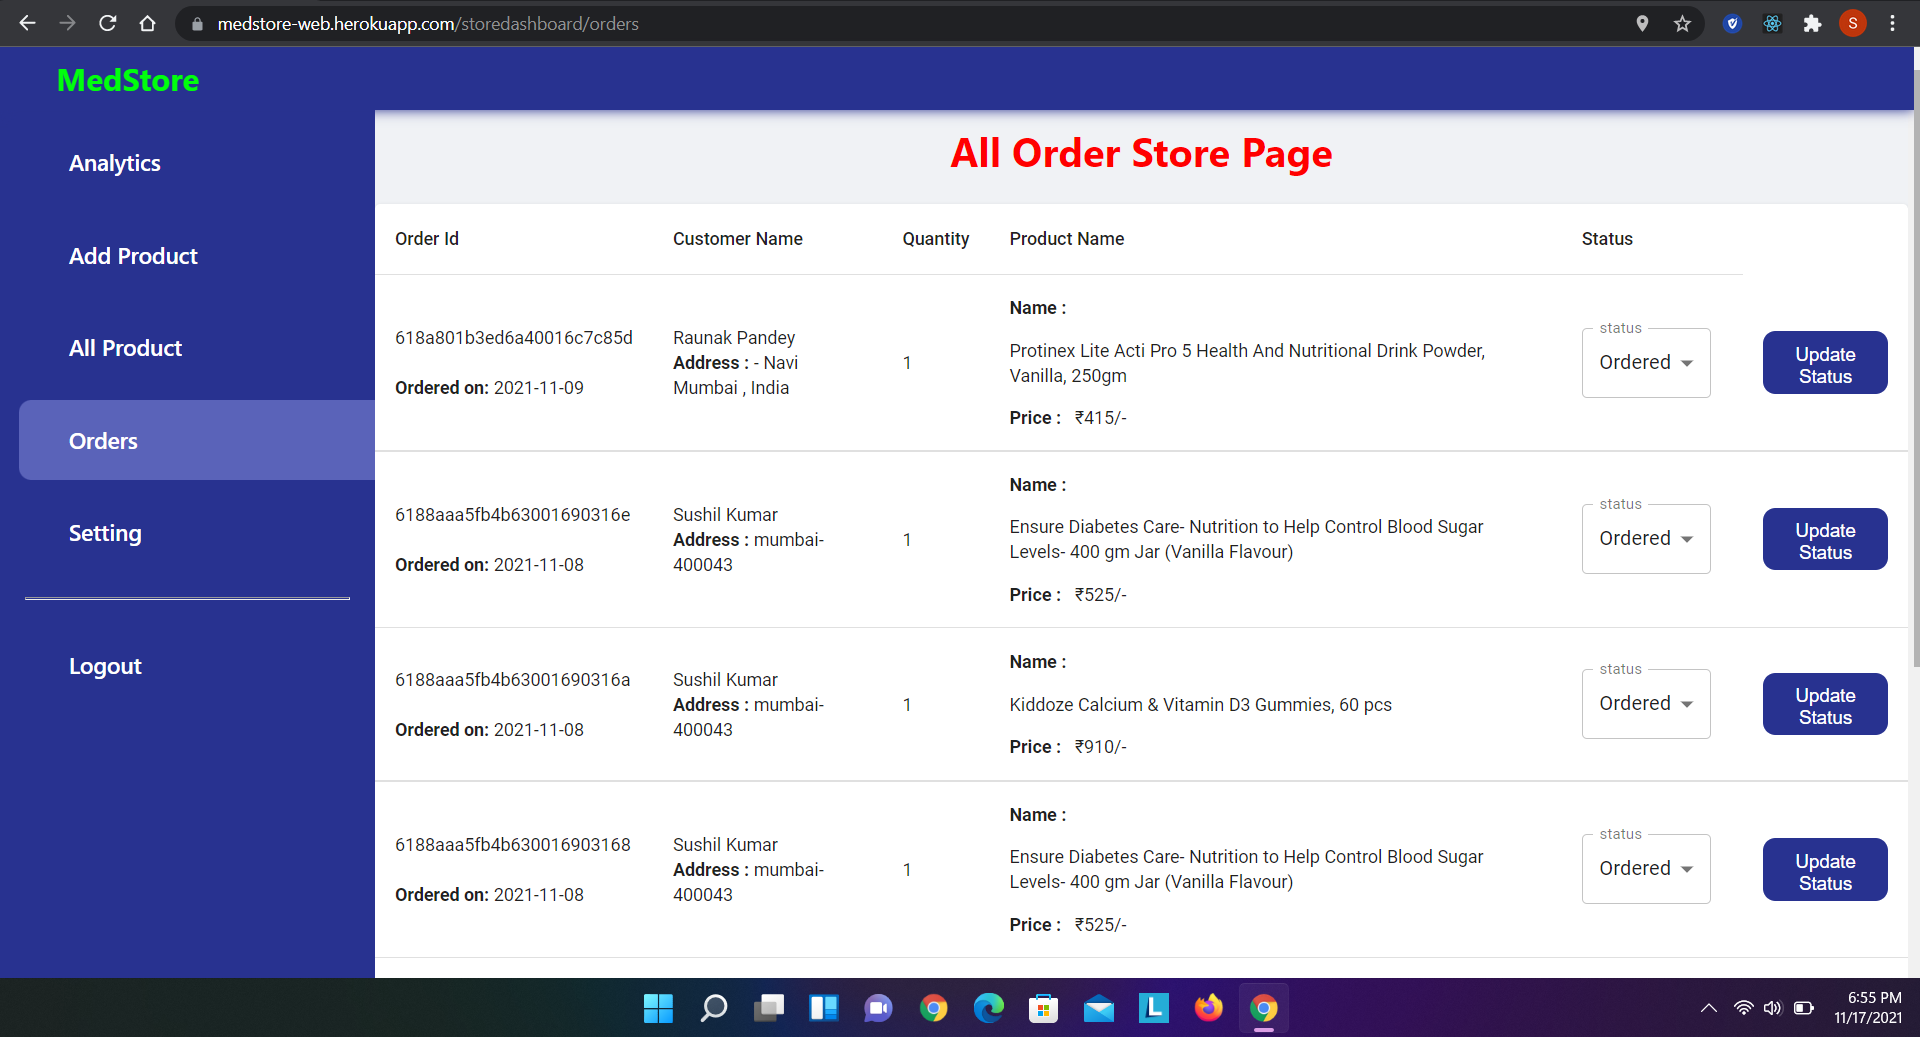 medstore-web.herokuapp.com/storedashboard/orders
S
MedStore
Analytics
Add Product
All Product
Orders
Setting
Logout
All Order Store Page
Order Id Customer Name Quantity Product Name Status
618a801b3ed6a40016c7c85d
Ordered on: 2021-11-09
Raunak Pandey
Address : - Navi
Mumbai , India
1
Name :
Protinex Lite Acti Pro 5 Health And Nutritional Drink Powder,
Vanilla, 250gm
Price : ₹415/-
status
Ordered
Update
Status
6188aaa5fb4b63001690316e
Ordered on: 2021-11-08
Sushil Kumar
Address : mumbai-
400043
1
Name :
Ensure Diabetes Care- Nutrition to Help Control Blood Sugar
Levels- 400 gm Jar (Vanilla Flavour)
Price : ₹525/-
status
Ordered
Update
Status
6188aaa5fb4b63001690316a
Ordered on: 2021-11-08
Sushil Kumar
Address : mumbai-
400043
1
Name :
Kiddoze Calcium & Vitamin D3 Gummies, 60 pcs
Price : ₹910/-
status
Ordered
Update
Status
6188aaa5fb4b630016903168
Ordered on: 2021-11-08
Sushil Kumar
Address : mumbai-
400043
1
Name :
Ensure Diabetes Care- Nutrition to Help Control Blood Sugar
Levels- 400 gm Jar (Vanilla Flavour)
Price : ₹525/-
status
Ordered
Update
Status
L
6:55 PM
11/17/2021